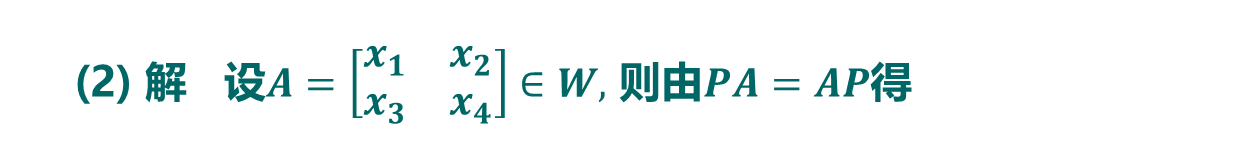 (2) 解 设A = [x₁ x₂; x₃ x₄] ∈ W, 则由PA = AP得